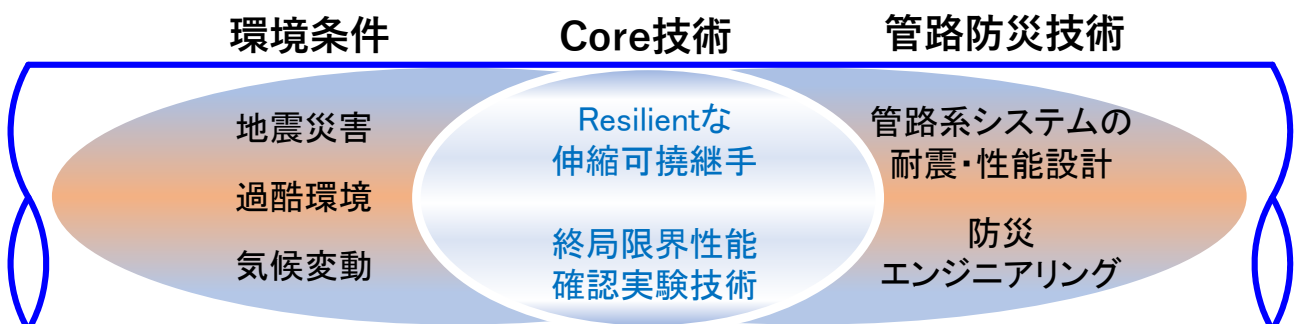 環境条件
Core技術
管路防災技術
地震災害
過酷環境
気候変動
Resilientな
伸縮可撓継手
終局限界性能
確認実験技術
管路系システムの
耐震・性能設計
防災
エンジニアリング